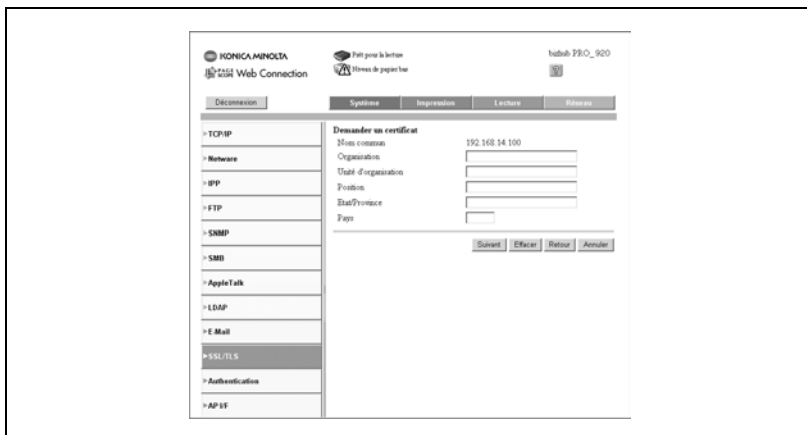 KONICA MINOLTA
PAGE SCOPE Web Connection
Prêt pour la lecture
Niveau de papier bas
bizhub PRO_920
?
Déconnexion
Système Impression Lecture Réseau
TCP/IP
Netware
IPP
FTP
SNMP
SMB
AppleTalk
LDAP
E-Mail
SSL/TLS
Authentication
AP I/F
Demander un certificat
Nom commun 192.168.14.100
Organisation
Unité d'organisation
Position
Etat/Province
Pays
Suivant Effacer Retour Annuler